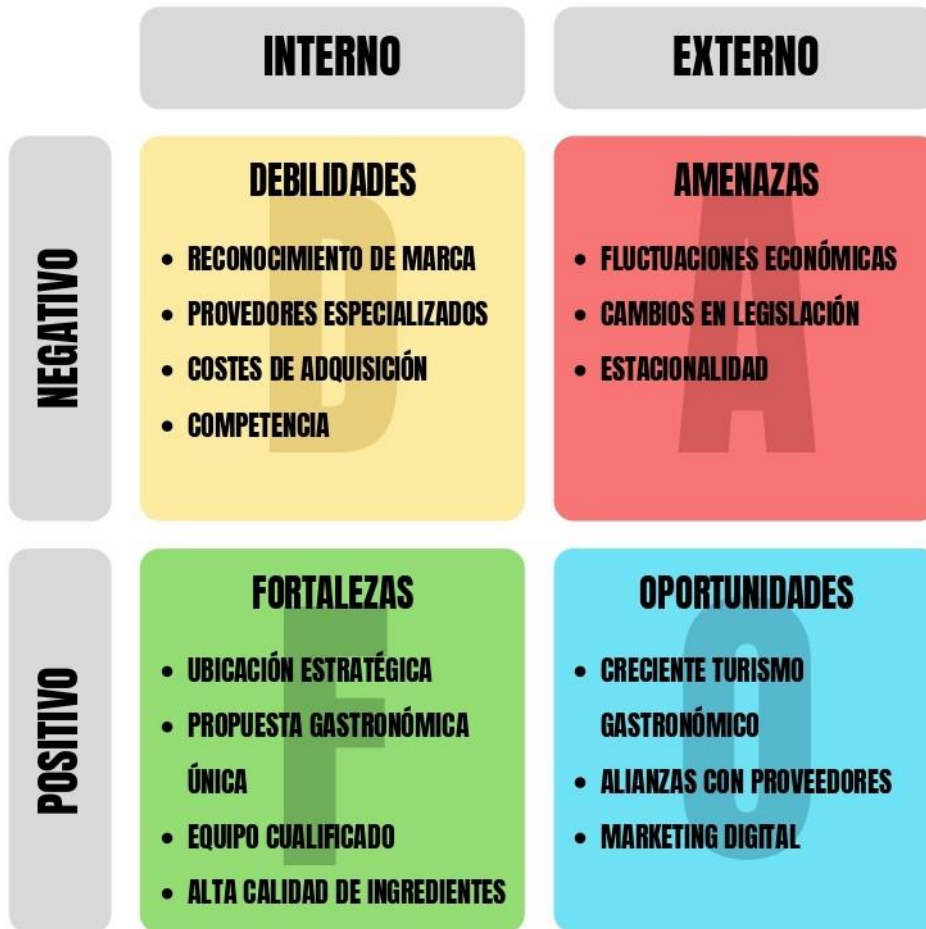 INTERNO
EXTERNO
NEGATIVO
DEBILIDADES
• RECONOCIMIENTO DE MARCA
• PROVEDORES ESPECIALIZADOS
• COSTES DE ADQUISICIÓN
• COMPETENCIA
D
AMENAZAS
• FLUCTUACIONES ECONÓMICAS
• CAMBIOS EN LEGISLACIÓN
• ESTACIONALIDAD
A
POSITIVO
FORTALEZAS
• UBICACIÓN ESTRATÉGICA
• PROPUESTA GASTRONÓMICA
ÚNICA
• EQUIPO CUALIFICADO
• ALTA CALIDAD DE INGREDIENTES
F
OPORTUNIDADES
• CRECIENTE TURISMO
GASTRONÓMICO
• ALIANZAS CON PROVEEDORES
• MARKETING DIGITAL
O